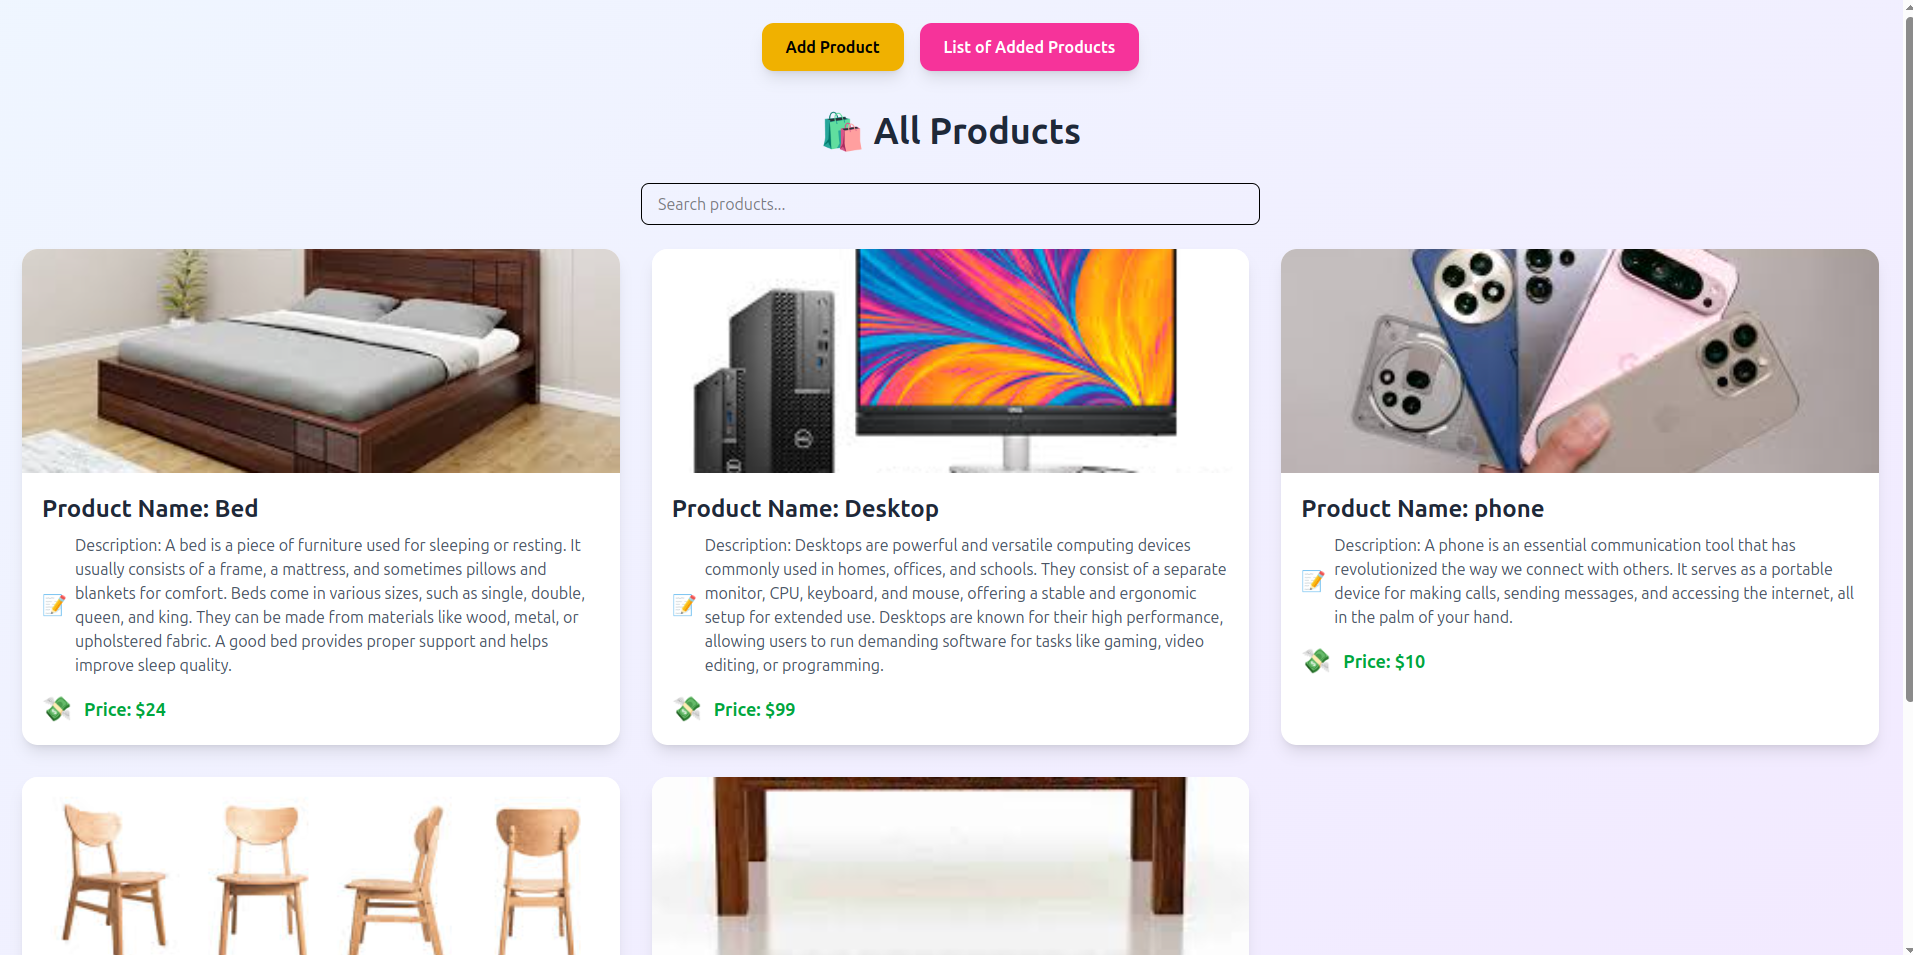 Add Product
List of Added Products
All Products
Search products...
Product Name: Bed
Description: A bed is a piece of furniture used for sleeping or resting. It
usually consists of a frame, a mattress, and sometimes pillows and
blankets for comfort. Beds come in various sizes, such as single, double,
queen, and king. They can be made from materials like wood, metal, or
upholstered fabric. A good bed provides proper support and helps
improve sleep quality.
Price: $24
Product Name: Desktop
Description: Desktops are powerful and versatile computing devices
commonly used in homes, offices, and schools. They consist of a separate
monitor, CPU, keyboard, and mouse, offering a stable and ergonomic
setup for extended use. Desktops are known for their high performance,
allowing users to run demanding software for tasks like gaming, video
editing, or programming.
Price: $99
Product Name: phone
Description: A phone is an essential communication tool that has
revolutionized the way we connect with others. It serves as a portable
device for making calls, sending messages, and accessing the internet, all
in the palm of your hand.
Price: $10